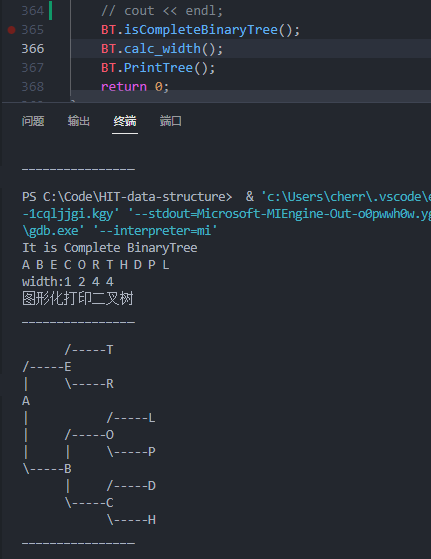 364 // cout << endl;
365 BT.isCompleteBinaryTree();
366 BT.calc_width();
367 BT.PrintTree();
368 return 0;
问题 输出 终端 端口
----------------
PS C:\Code\HIT-data-structure>  & 'c:\Users\cherr\.vscode\e
-1cqljjgi.kgy' '--stdout=Microsoft-MIEngine-Out-o0pwwh0w.yg
\gdb.exe' '--interpreter=mi'
It is Complete BinaryTree
A B E C O R T H D P L
width:1 2 4 4
图形化打印二叉树
----------------
      /-----T
/-----E
|     \-----R
A
|           /-----L
|     /-----O
|     |     \-----P
\-----B
      |     /-----D
      \-----C
            \-----H
----------------